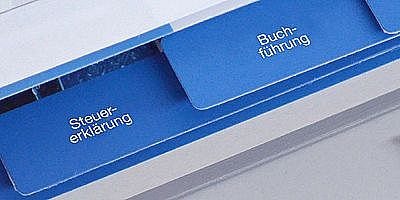 Buch-
führung
Steuer-
erklärung